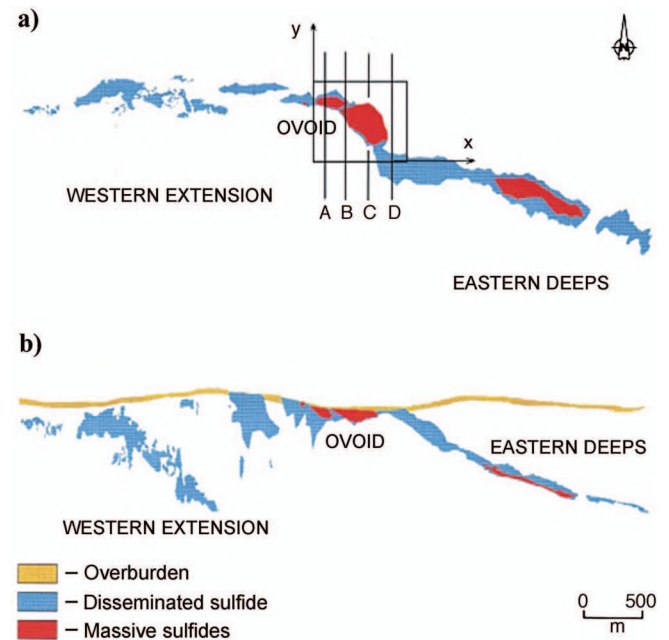 a)
y
N
OVOID
x
WESTERN EXTENSION
A B C D
EASTERN DEEPS
b)
OVOID
EASTERN DEEPS
WESTERN EXTENSION
– Overburden
– Disseminated sulfide
– Massive sulfides
0 500
m